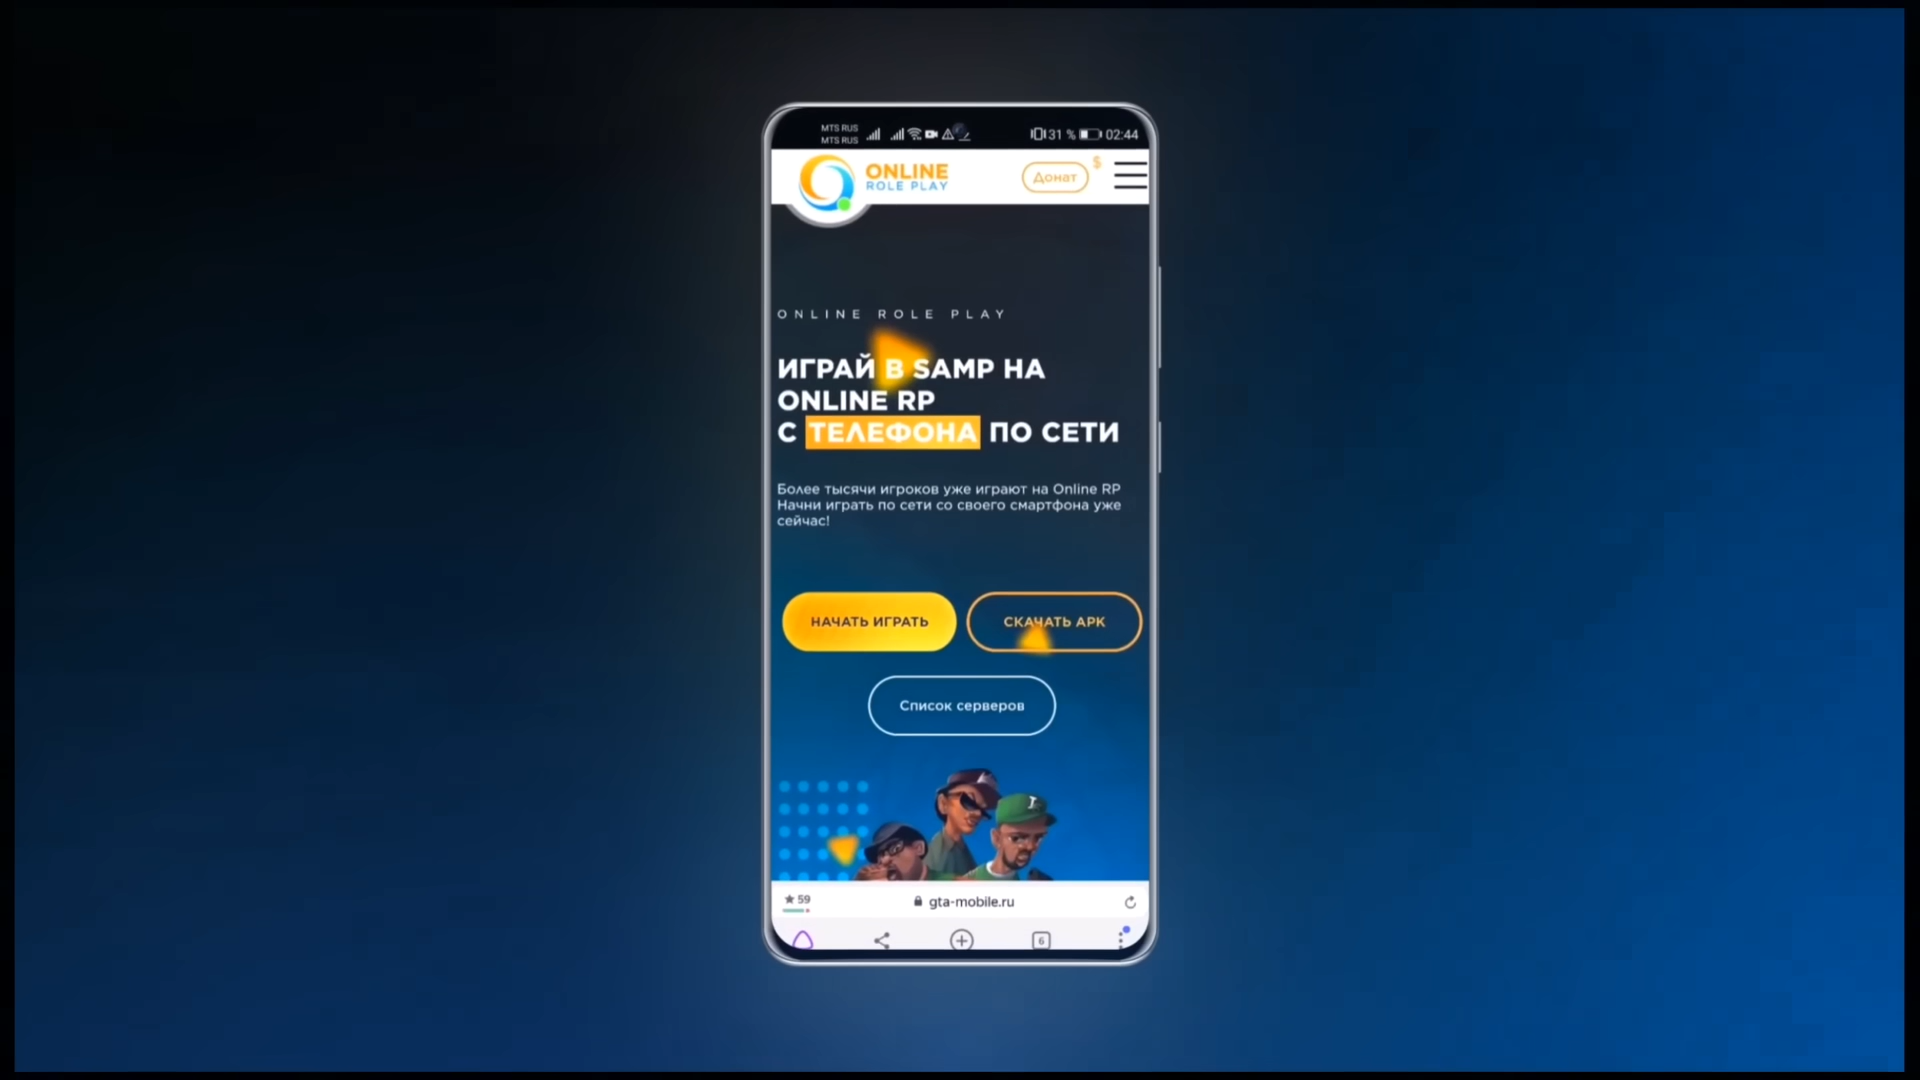 MTS RUS
MTS RUS
31 %
02:44
ONLINE
ROLE PLAY
Донат
$
ONLINE ROLE PLAY
ИГРАЙ В SAMP НА
ONLINE RP
С ТЕЛЕФОНА ПО СЕТИ
Более тысячи игроков уже играют на Online RP
Начни играть по сети со своего смартфона уже
сейчас!
НАЧАТЬ ИГРАТЬ
СКАЧАТЬ APK
Список серверов
59
gta-mobile.ru
6